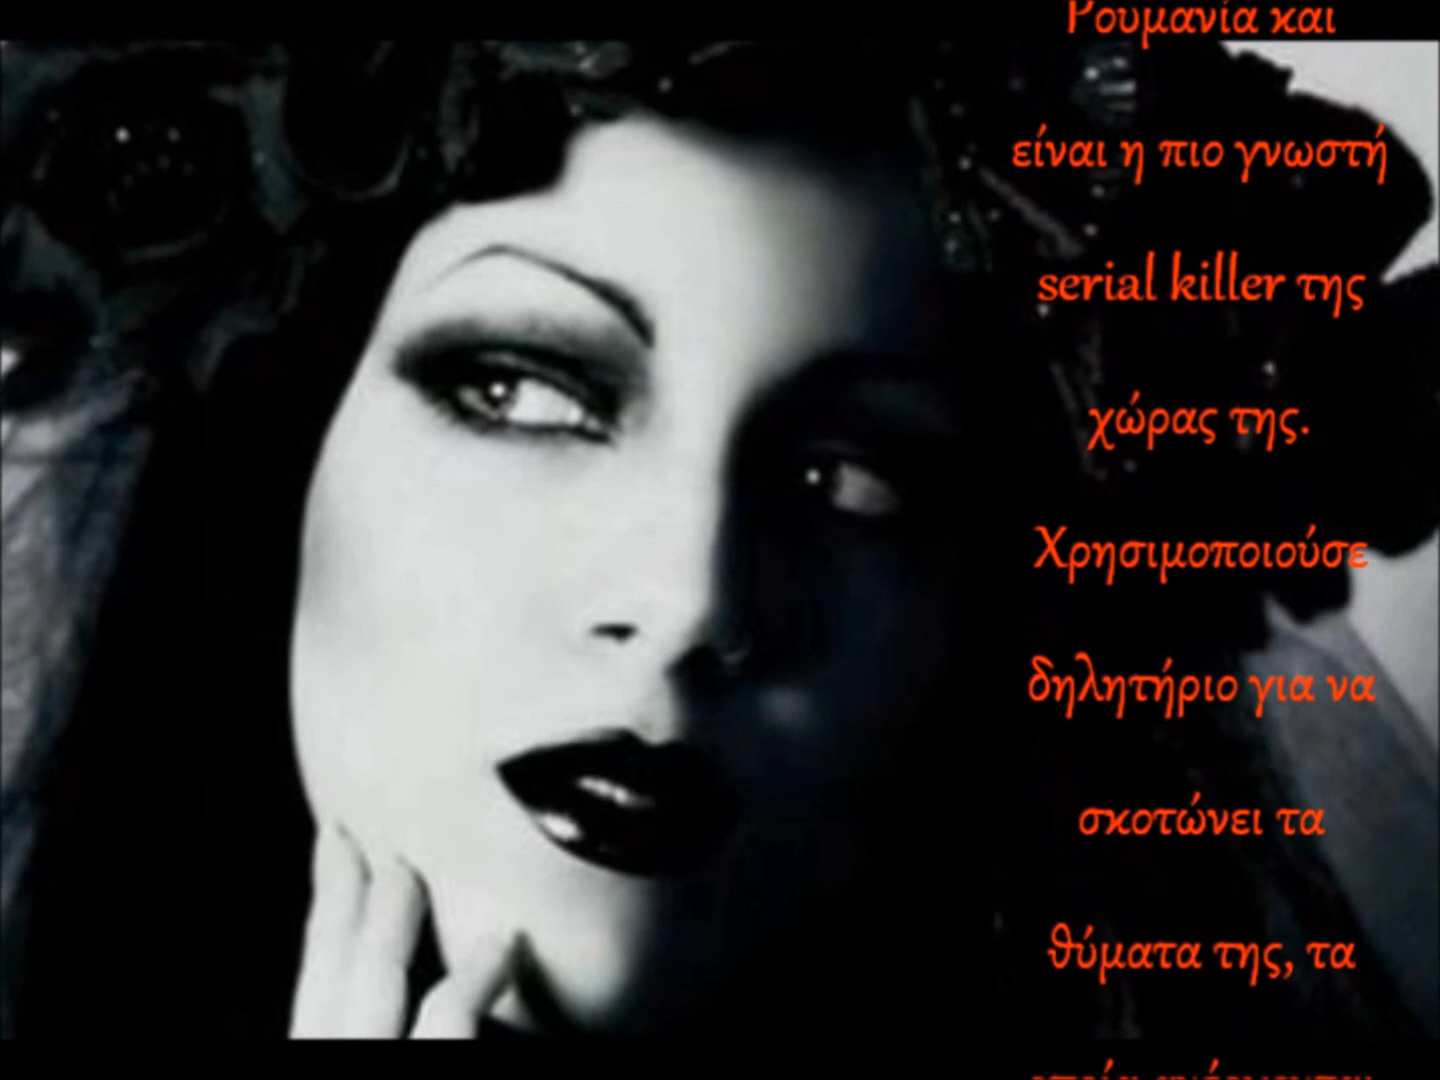 Ρουμανία και
είναι η πιο γνωστή
serial killer της
χώρας της.
Χρησιμοποιούσε
δηλητήριο για να
σκοτώνει τα
θύματα της, τα